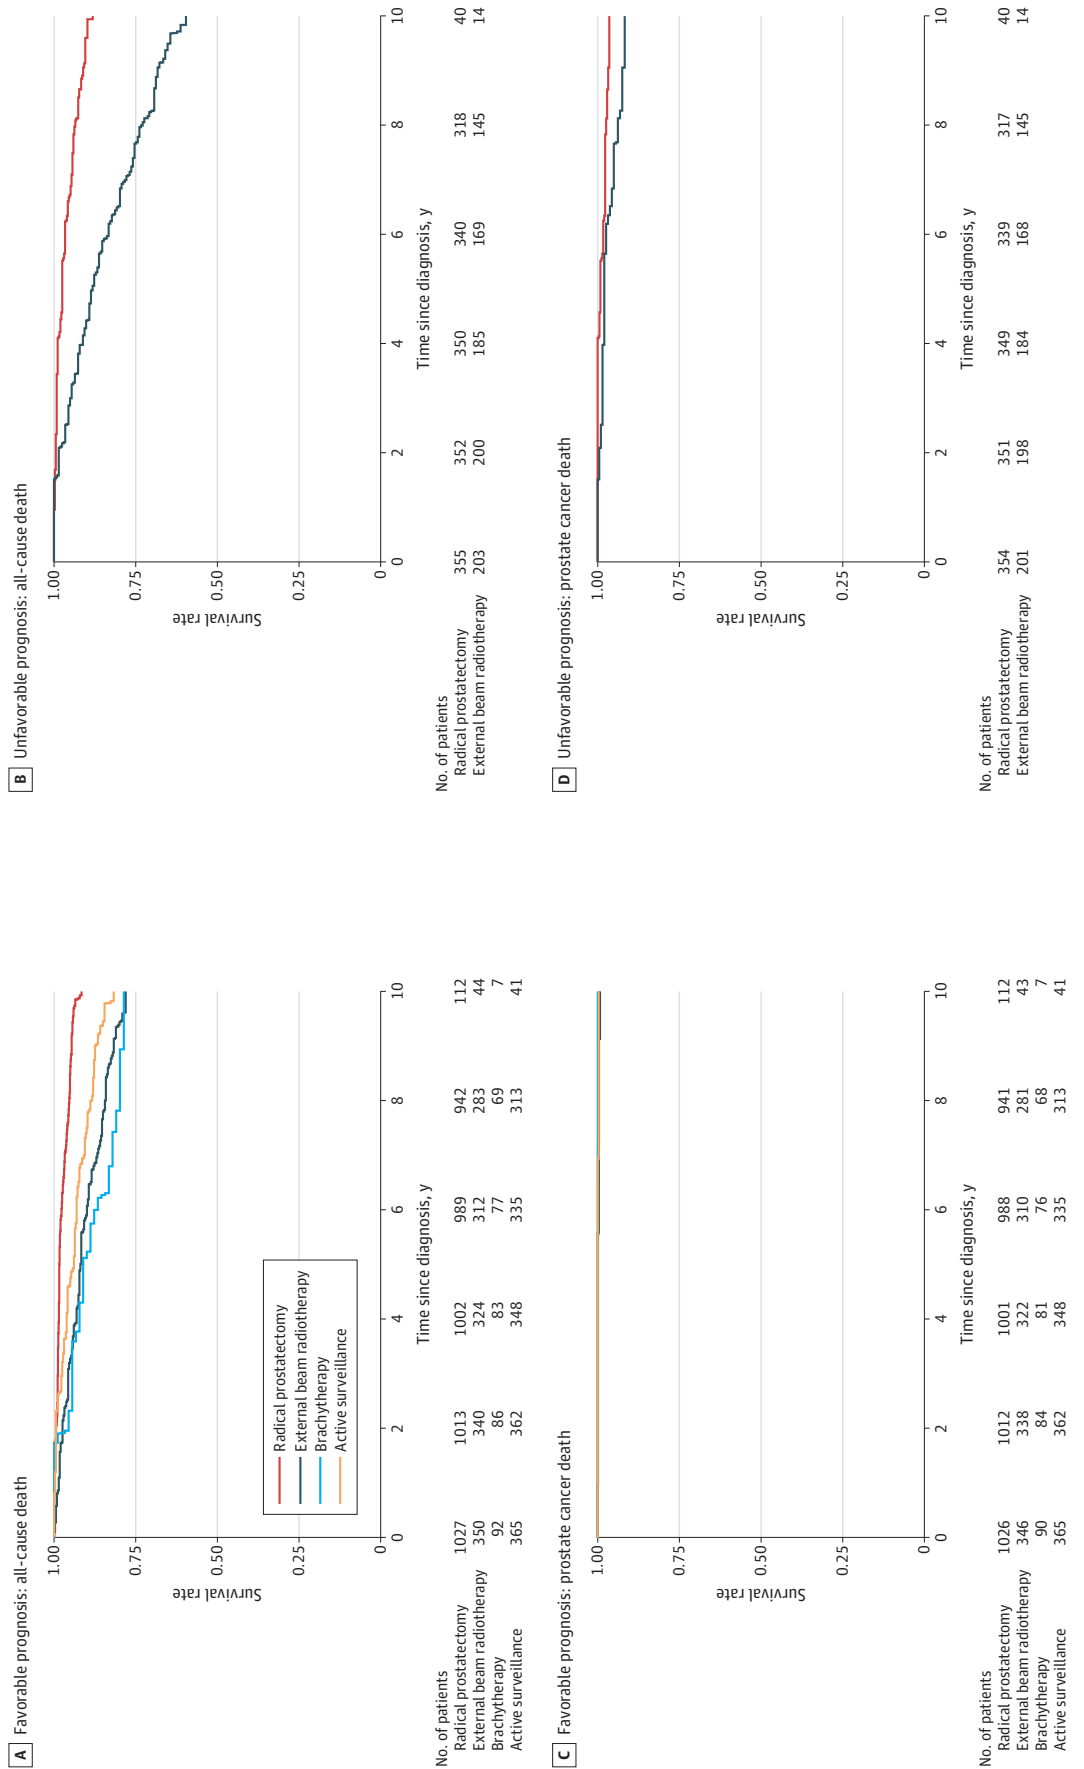 A Favorable prognosis: all-cause death
1.00
0.75
0.50
0.25
0
Survival rate
Radical prostatectomy
External beam radiotherapy
Brachytherapy
Active surveillance
0 2 4 6 8 10
Time since diagnosis, y
No. of patients
Radical prostatectomy 1027 1013 1002 989 942 112
External beam radiotherapy 350 340 324 312 283 44
Brachytherapy 92 86 83 77 69 7
Active surveillance 365 362 348 335 313 41
B Unfavorable prognosis: all-cause death
1.00
0.75
0.50
0.25
0
Survival rate
0 2 4 6 8 10
Time since diagnosis, y
No. of patients
Radical prostatectomy 355 352 350 340 318 40
External beam radiotherapy 203 200 185 169 145 14
C Favorable prognosis: prostate cancer death
1.00
0.75
0.50
0.25
0
Survival rate
0 2 4 6 8 10
Time since diagnosis, y
No. of patients
Radical prostatectomy 1026 1012 1001 988 941 112
External beam radiotherapy 346 338 322 310 281 43
Brachytherapy 90 84 81 76 68 7
Active surveillance 365 362 348 335 313 41
D Unfavorable prognosis: prostate cancer death
1.00
0.75
0.50
0.25
0
Survival rate
0 2 4 6 8 10
Time since diagnosis, y
No. of patients
Radical prostatectomy 354 351 349 339 317 40
External beam radiotherapy 201 198 184 168 145 14